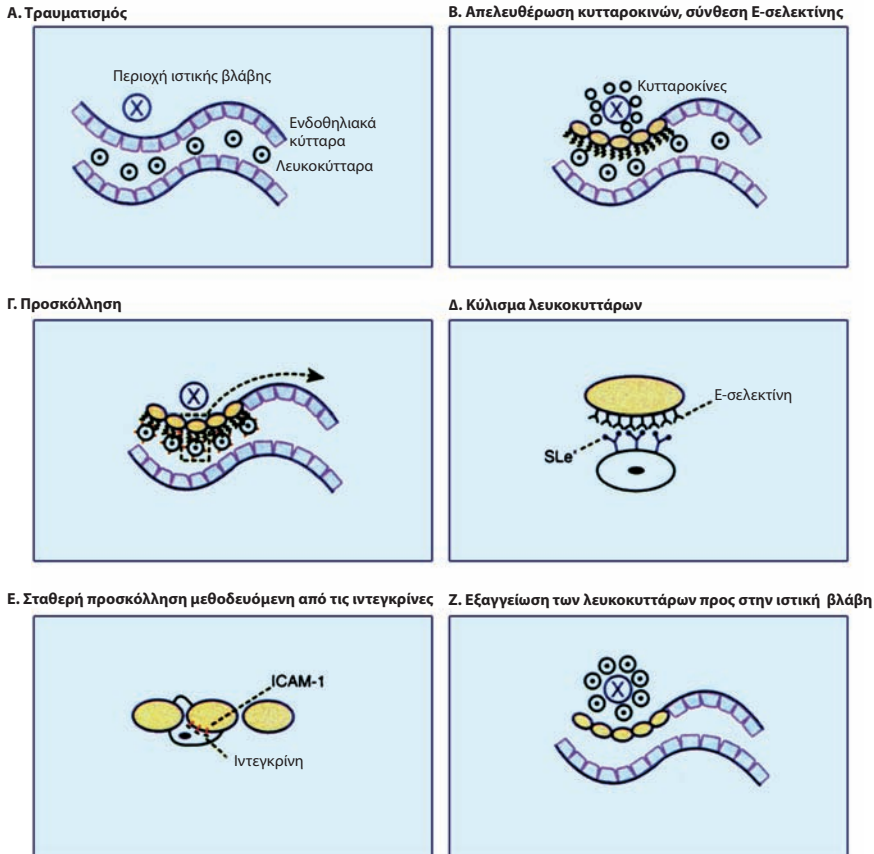 Α. Τραυματισμός
Περιοχή ιστικής βλάβης
X
Ενδοθηλιακά
κύτταρα
Λευκοκύτταρα
Β. Απελευθέρωση κυτταροκινών, σύνθεση Ε-σελεκτίνης
Κυτταροκίνες
X
Γ. Προσκόλληση
X
Δ. Κύλισμα λευκοκυττάρων
Ε-σελεκτίνη
SLeˣ
Ε. Σταθερή προσκόλληση μεθοδευόμενη από τις ιντεγκρίνες
ICAM-1
Ιντεγκρίνη
Ζ. Εξαγγείωση των λευκοκυττάρων προς στην ιστική βλάβη
X